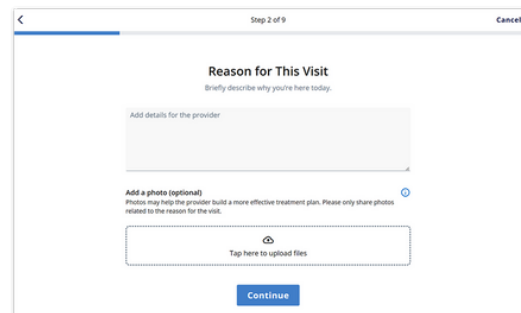 Step 2 of 9
Cancel
Reason for This Visit
Briefly describe why you're here today.
Add details for the provider
Add a photo (optional)
Photos may help the provider build a more effective treatment plan. Please only share photos
related to the reason for the visit.
Tap here to upload files
Continue